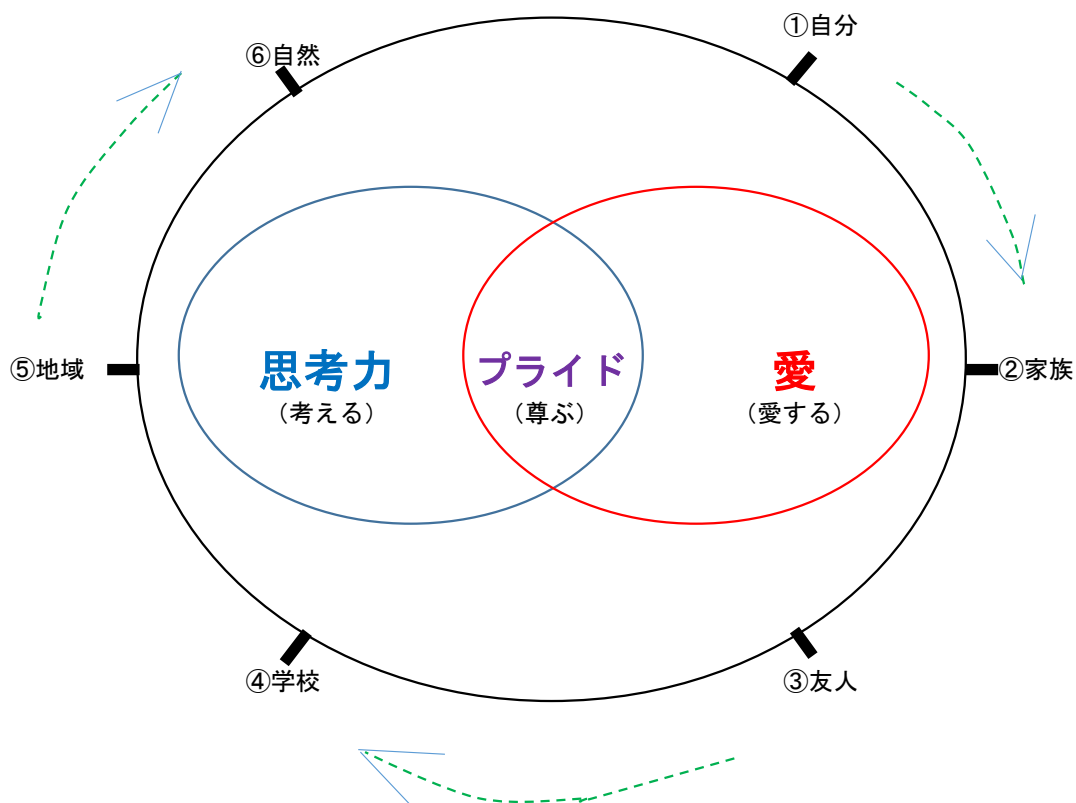 ①自分
⑥自然
⑤地域
②家族
思考力
（考える）
プライド
（尊ぶ）
愛
（愛する）
④学校
③友人